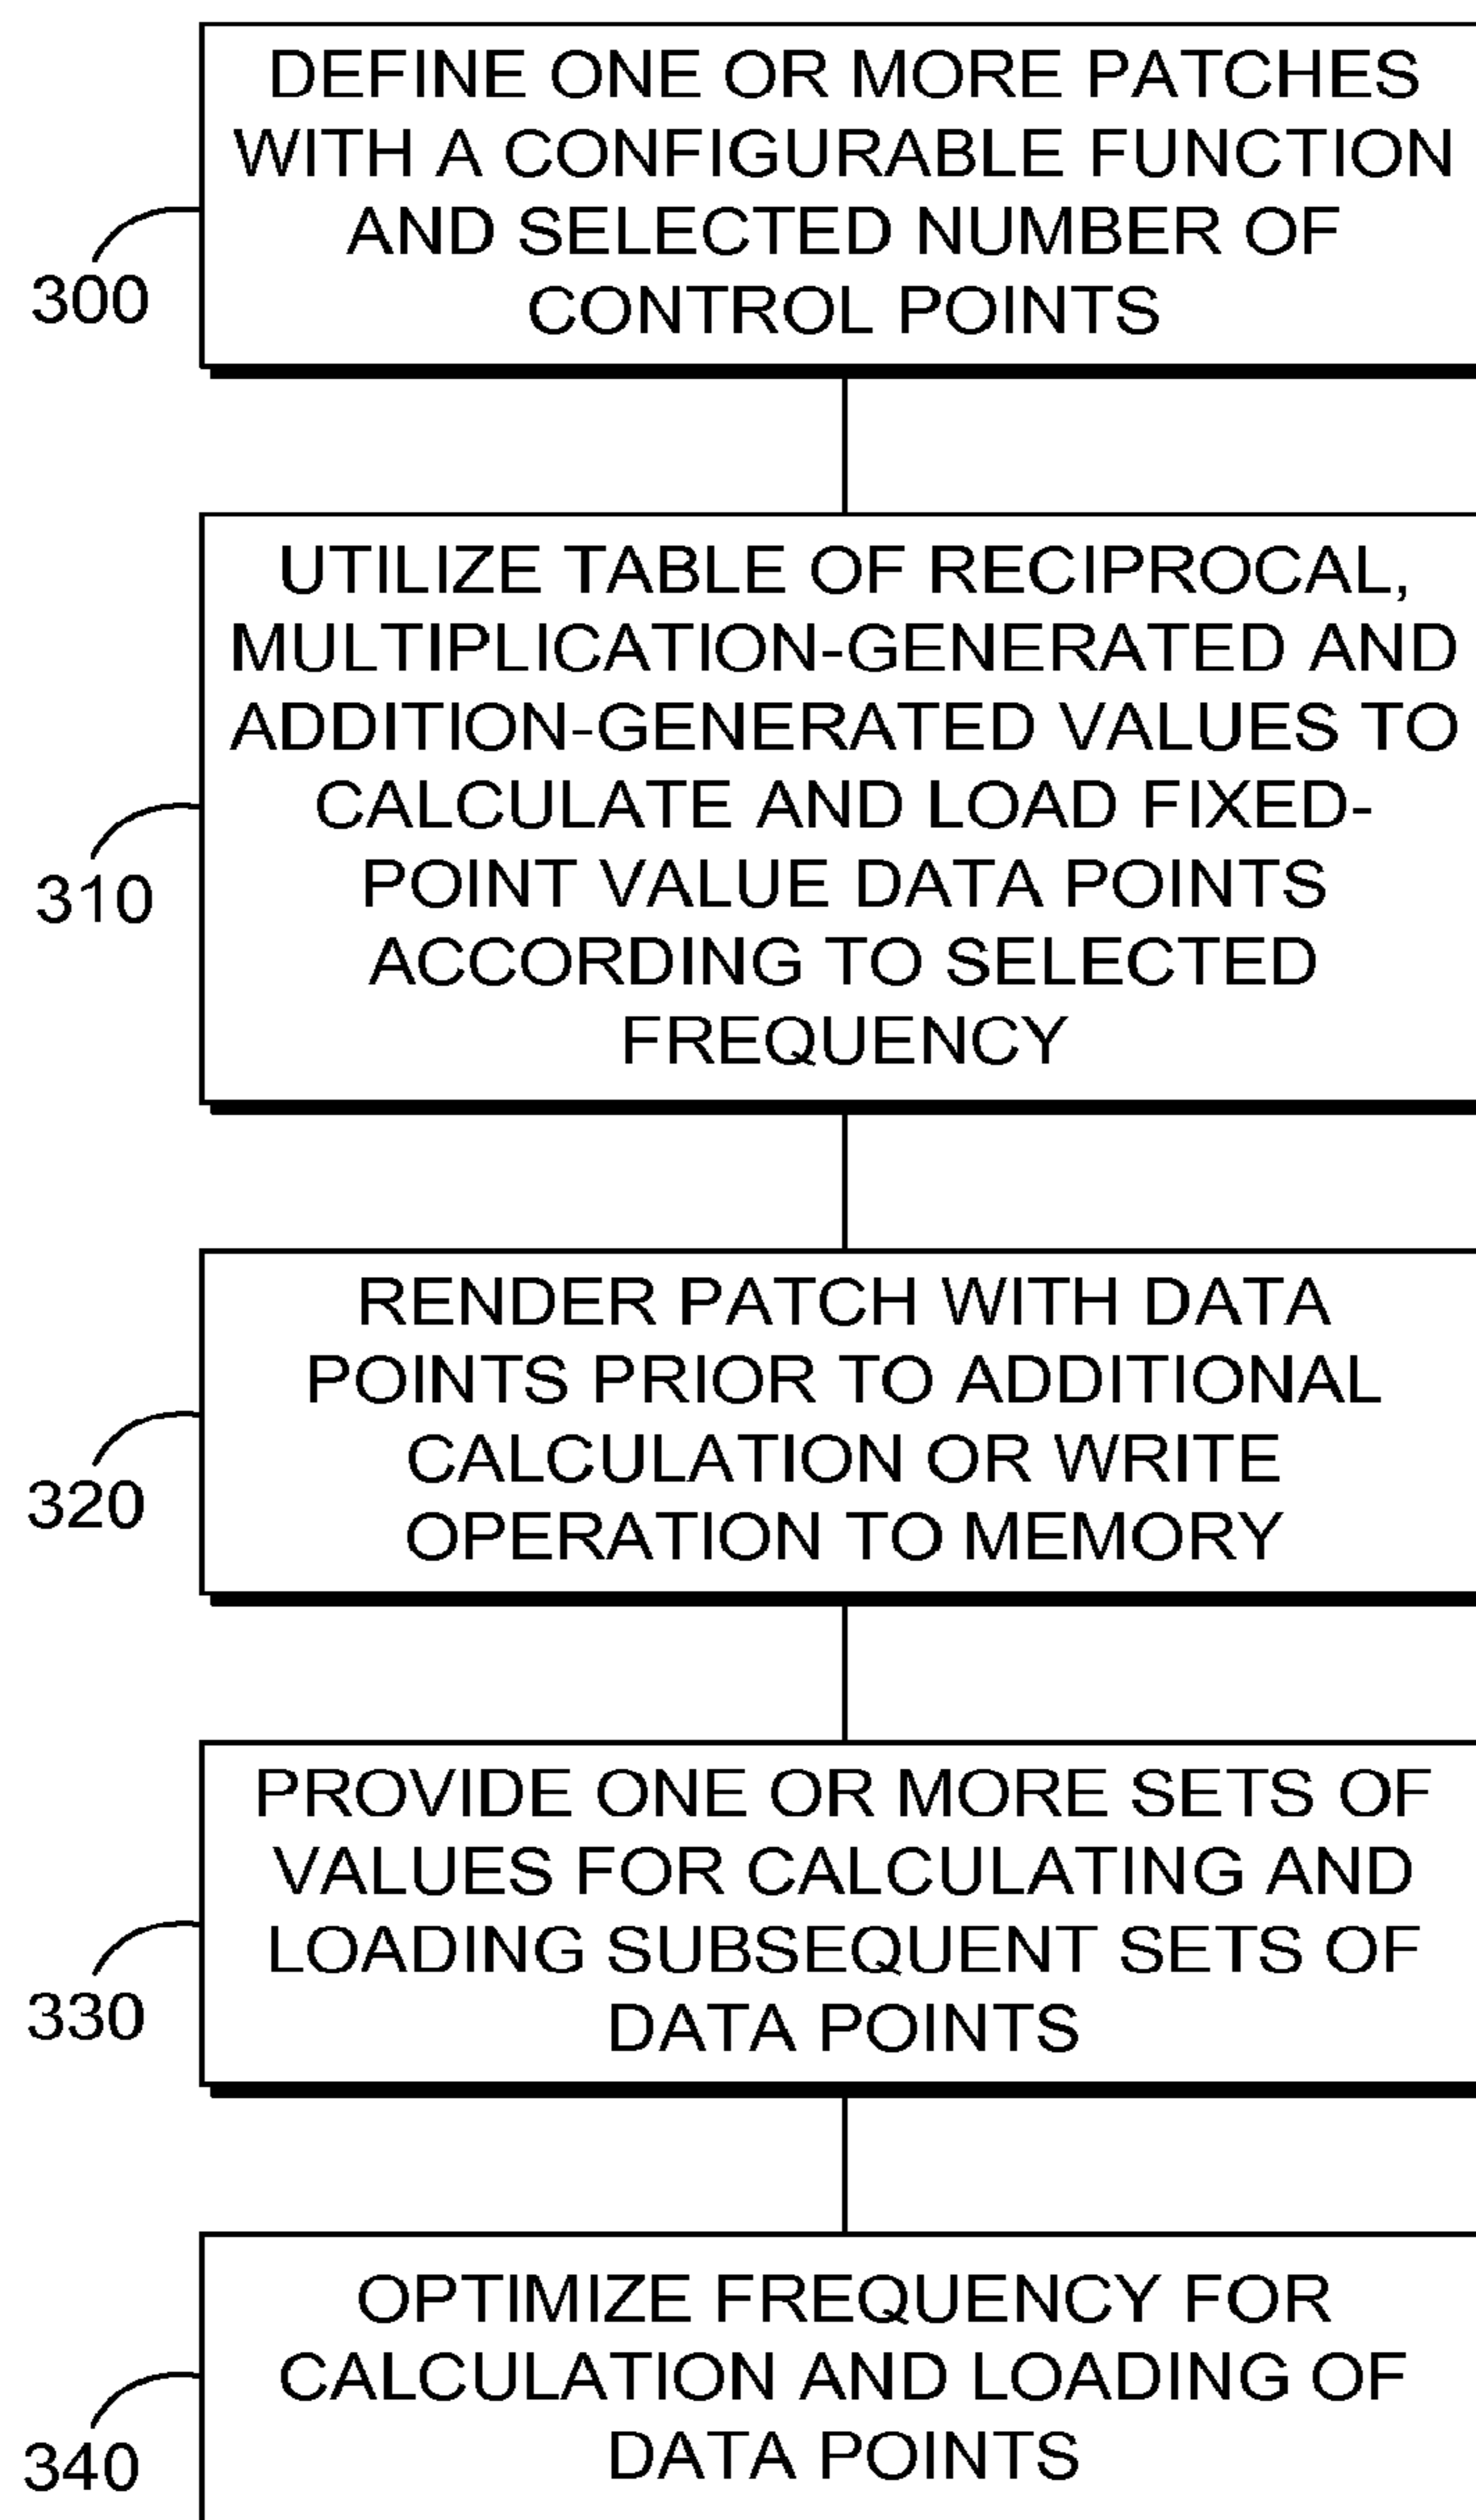 DEFINE ONE OR MORE PATCHES
WITH A CONFIGURABLE FUNCTION
AND SELECTED NUMBER OF
CONTROL POINTS
300
UTILIZE TABLE OF RECIPROCAL,
MULTIPLICATION-GENERATED AND
ADDITION-GENERATED VALUES TO
CALCULATE AND LOAD FIXED-
POINT VALUE DATA POINTS
ACCORDING TO SELECTED
FREQUENCY
310
RENDER PATCH WITH DATA
POINTS PRIOR TO ADDITIONAL
CALCULATION OR WRITE
OPERATION TO MEMORY
320
PROVIDE ONE OR MORE SETS OF
VALUES FOR CALCULATING AND
LOADING SUBSEQUENT SETS OF
DATA POINTS
330
OPTIMIZE FREQUENCY FOR
CALCULATION AND LOADING OF
DATA POINTS
340